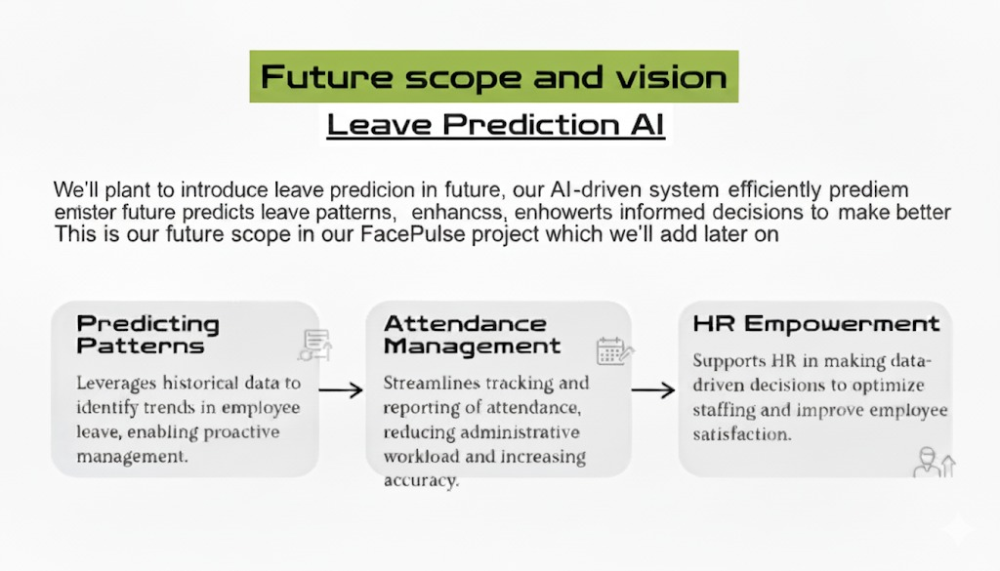 Future scope and vision
Leave Prediction AI
We'll plant to introduce leave predicion in future, our AI-driven system efficiently prediem
emster future predicts leave patterns, enhancss, enhowerts informed decisions to make better
This is our future scope in our FacePulse project which we'll add later on
Predicting
Patterns
Leverages historical data to
identify trends in employee
leave, enabling proactive
management.
Attendance
Management
Streamlines tracking and
reporting of attendance,
reducing administrative
workload and increasing
accuracy.
HR Empowerment
Supports HR in making data-
driven decisions to optimize
staffing and improve employee
satisfaction.